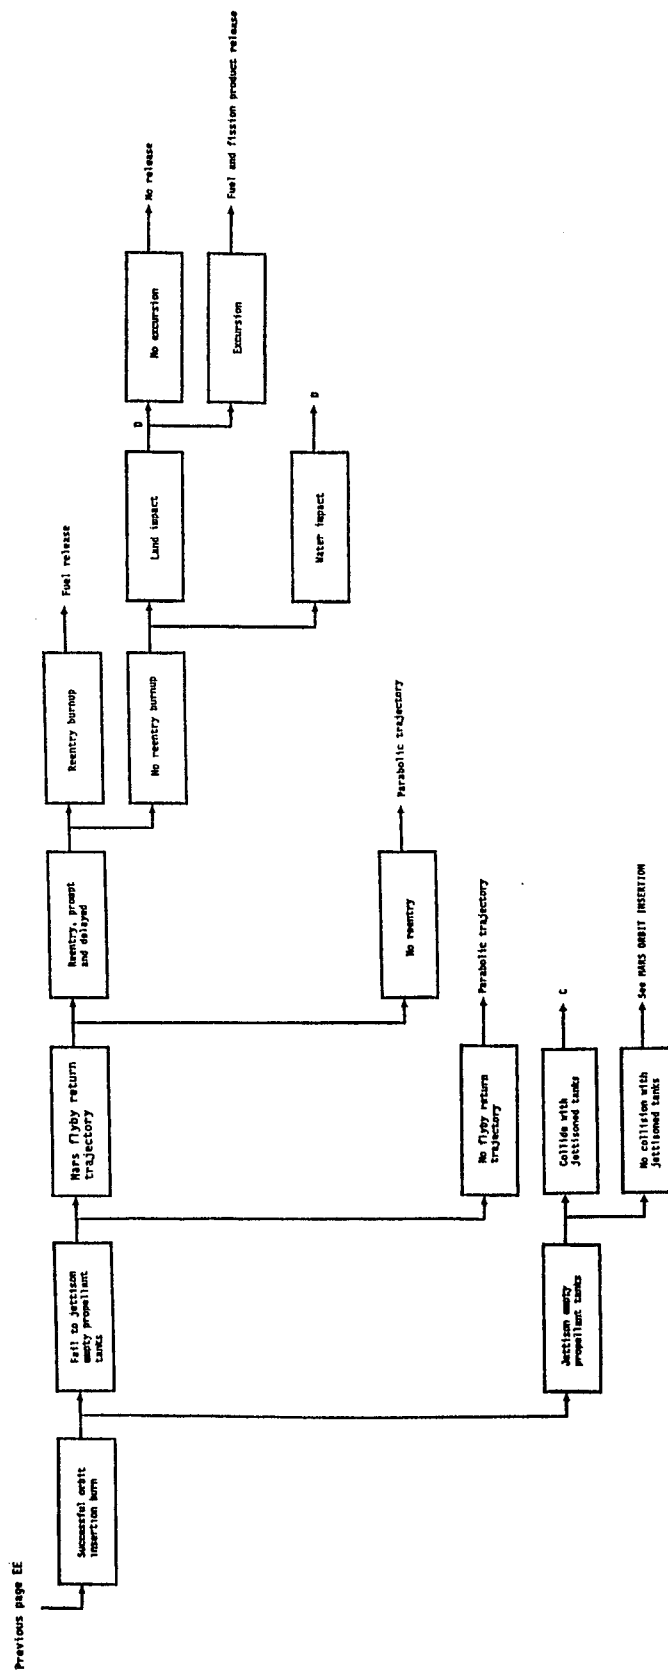 Previous page EE
Successful orbit
insertion burn
Fail to jettison
empty propellant
tanks
Jettison empty
propellant tanks
Mars flyby return
trajectory
No flyby return
trajectory
Parabolic trajectory
Collide with
jettisoned tanks
C
No collision with
jettisoned tanks
See MARS ORBIT INSERTION
Reentry, prompt
and delayed
No reentry
Parabolic trajectory
Reentry burnup
Fuel release
No reentry burnup
Land impact
D
Water impact
D
No excursion
No release
Excursion
Fuel and fission product release